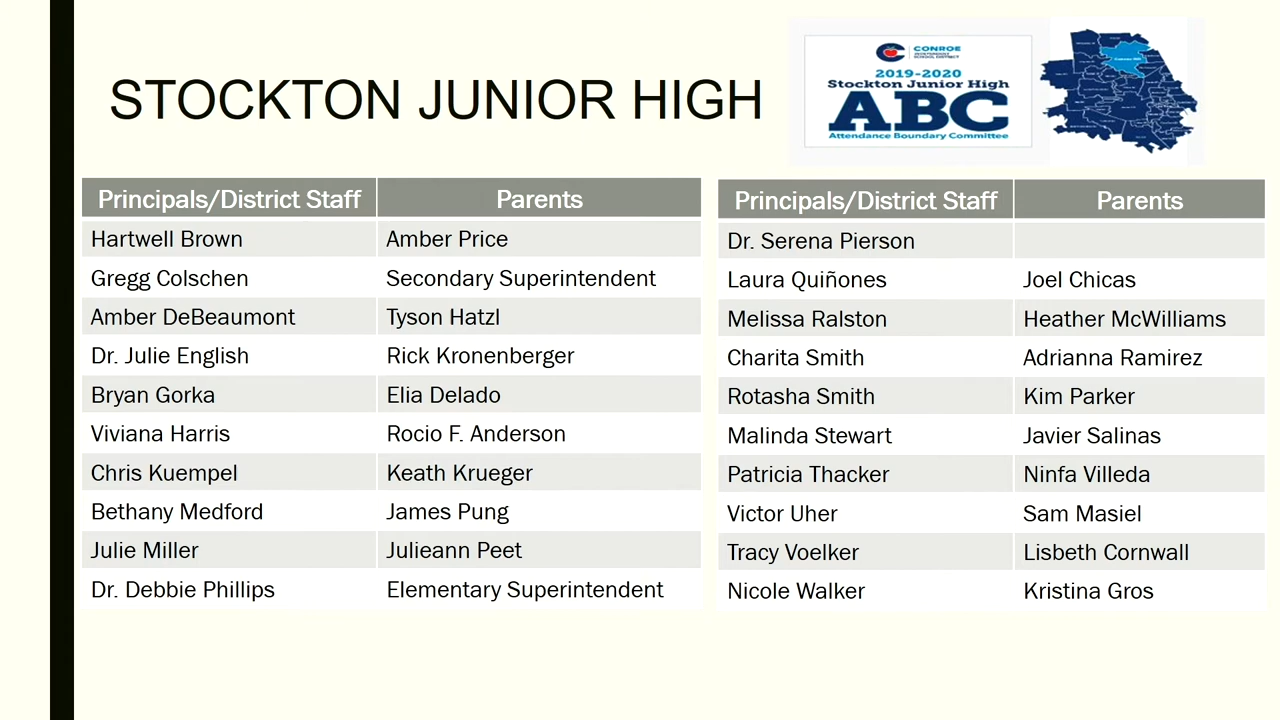 STOCKTON JUNIOR HIGH
CONROE
INDEPENDENT
SCHOOL DISTRICT
2019-2020
Stockton Junior High
ABC
Attendance Boundary Committee
Principals/District Staff Parents
Hartwell Brown Amber Price
Gregg Colschen Secondary Superintendent
Amber DeBeaumont Tyson Hatzl
Dr. Julie English Rick Kronenberger
Bryan Gorka Elia Delado
Viviana Harris Rocio F. Anderson
Chris Kuempel Keath Krueger
Bethany Medford James Pung
Julie Miller Julieann Peet
Dr. Debbie Phillips Elementary Superintendent
Principals/District Staff Parents
Dr. Serena Pierson
Laura Quiñones Joel Chicas
Melissa Ralston Heather McWilliams
Charita Smith Adrianna Ramirez
Rotasha Smith Kim Parker
Malinda Stewart Javier Salinas
Patricia Thacker Ninfa Villeda
Victor Uher Sam Masiel
Tracy Voelker Lisbeth Cornwall
Nicole Walker Kristina Gros